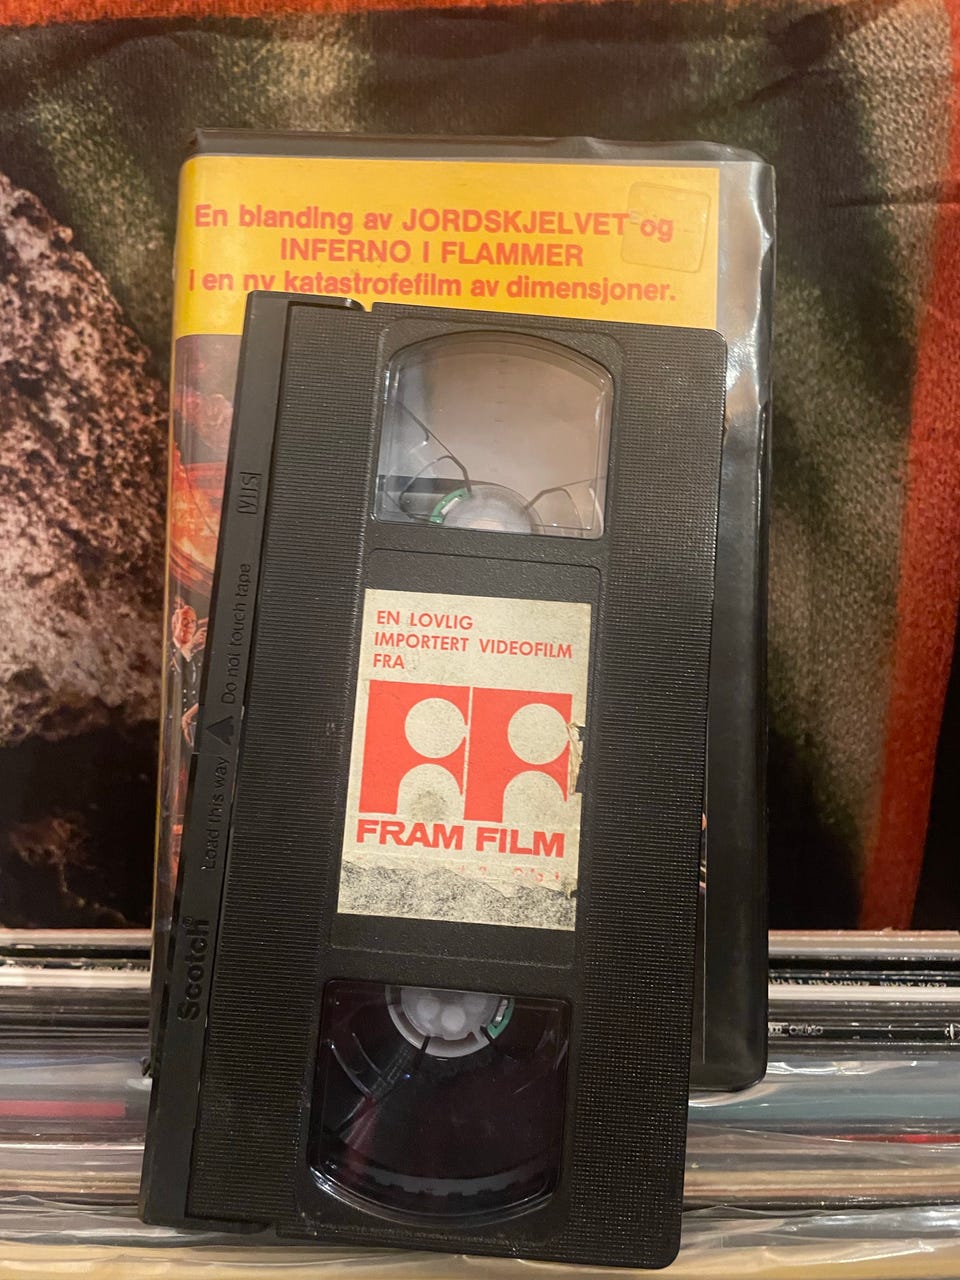 En blanding av JORDSKJELVET og
INFERNO I FLAMMER
i en ny katastrofefilm av dimensjoner.
VHS
Do not touch tape
Load this way
Scotch®
EN LOVLIG
IMPORTERT VIDEOFILM
FRA
FRAM FILM
RECORDS